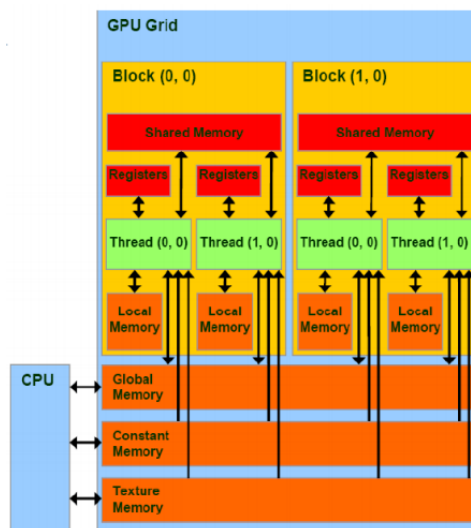 GPU Grid
Block (0, 0)
Block (1, 0)
Shared Memory
Shared Memory
Registers
Registers
Registers
Registers
Thread (0, 0)
Thread (1, 0)
Thread (0, 0)
Thread (1, 0)
Local
Memory
Local
Memory
Local
Memory
Local
Memory
CPU
Global
Memory
Constant
Memory
Texture
Memory